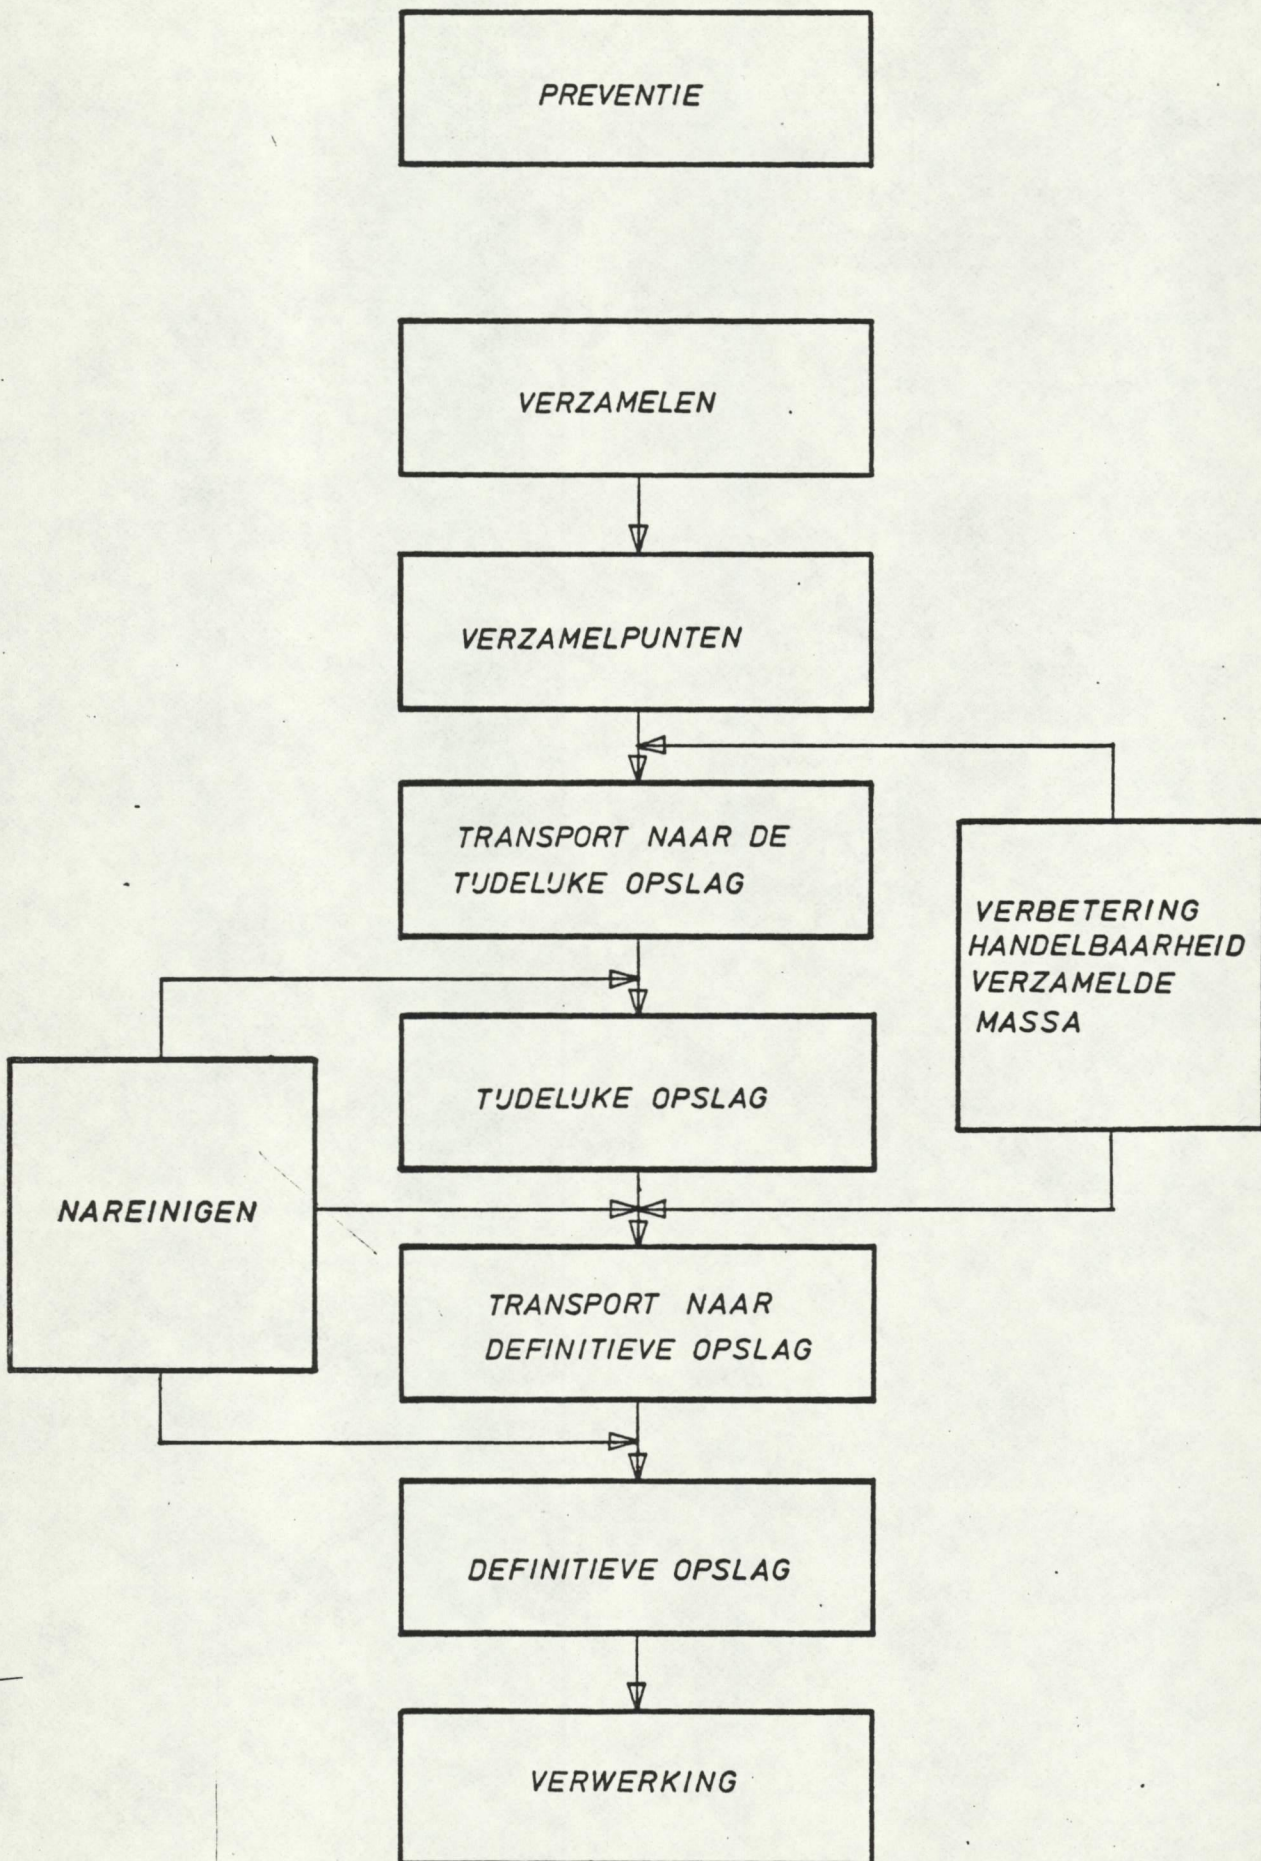 PREVENTIE
VERZAMELEN
VERZAMELPUNTEN
TRANSPORT NAAR DE
TIJDELIJKE OPSLAG
VERBETERING
HANDELBAARHEID
VERZAMELDE
MASSA
TIJDELIJKE OPSLAG
NAREINIGEN
TRANSPORT NAAR
DEFINITIEVE OPSLAG
DEFINITIEVE OPSLAG
VERWERKING